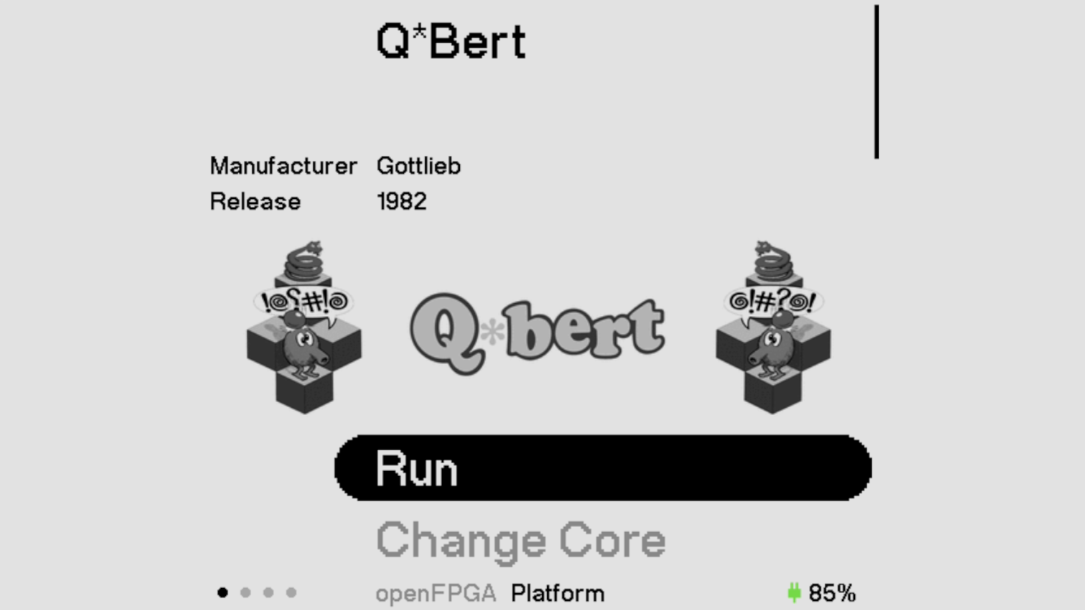 Q*Bert
Manufacturer Gottlieb
Release 1982
!@?#!@
Q*bert
@!#?@!
Run
Change Core
openFPGA Platform 85%